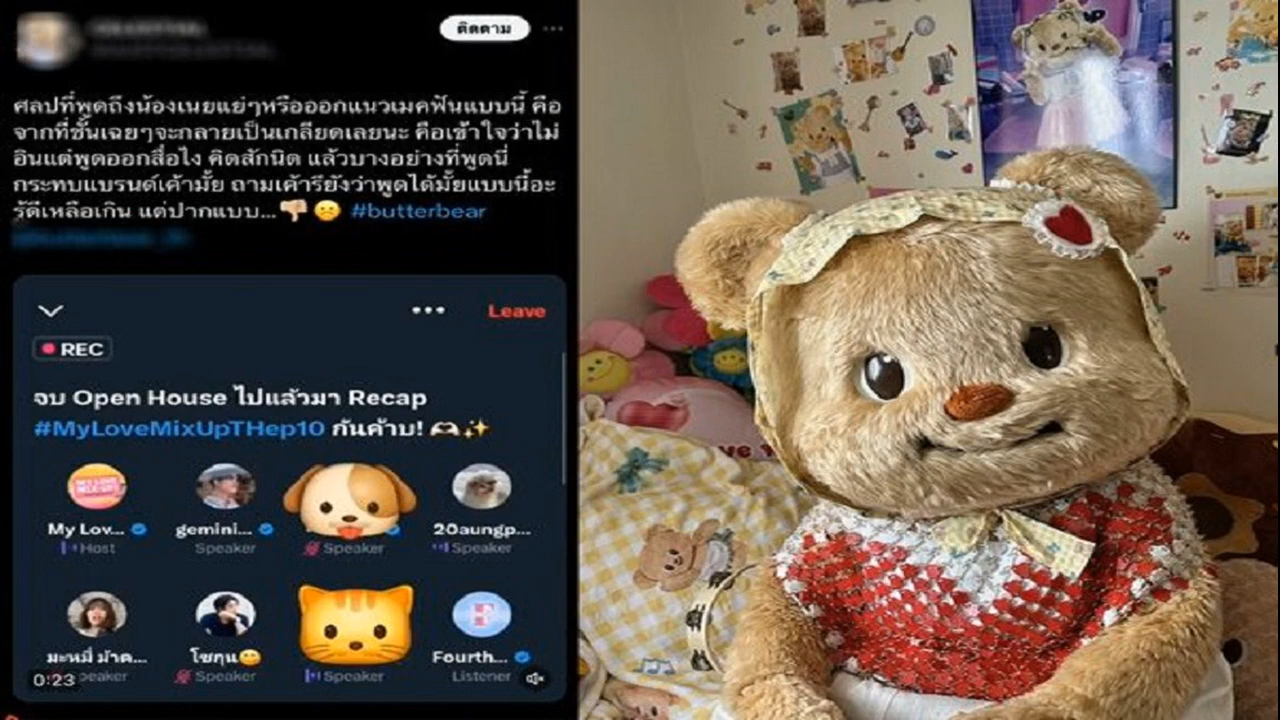 ติดตาม
ศลปที่พูดถึงน้องเนยแย่ๆหรือออกแนวเมคฟันแบบนี้ คือ
จากที่ชั้นเฉยๆจะกลายเป็นเกลียดเลยนะ คือเข้าใจว่าไม่
อินแต่พูดออกสื่อไง คิดสักนิด แล้วบางอย่างที่พูดนี่
กระทบแบรนด์เค้ามั้ย ถามเค้ารึยังว่าพูดได้มั้ยแบบนี้อะ
รู้ดีเหลือเกิน แต่ปากแบบ...👎🏻☹️ #butterbear
Leave
REC
จบ Open House ไปแล้วมา Recap
#MyLoveMixUpTHep10 กันค้าบ! 🫶✨
MY LOVE MIX-UP!
My Lov... gemini... 20aungp...
Host Speaker Speaker Speaker
มะหมี่ ม้าด... โซกุน😄 Fourth...
peaker Speaker Speaker Listener
0:23
ve Y